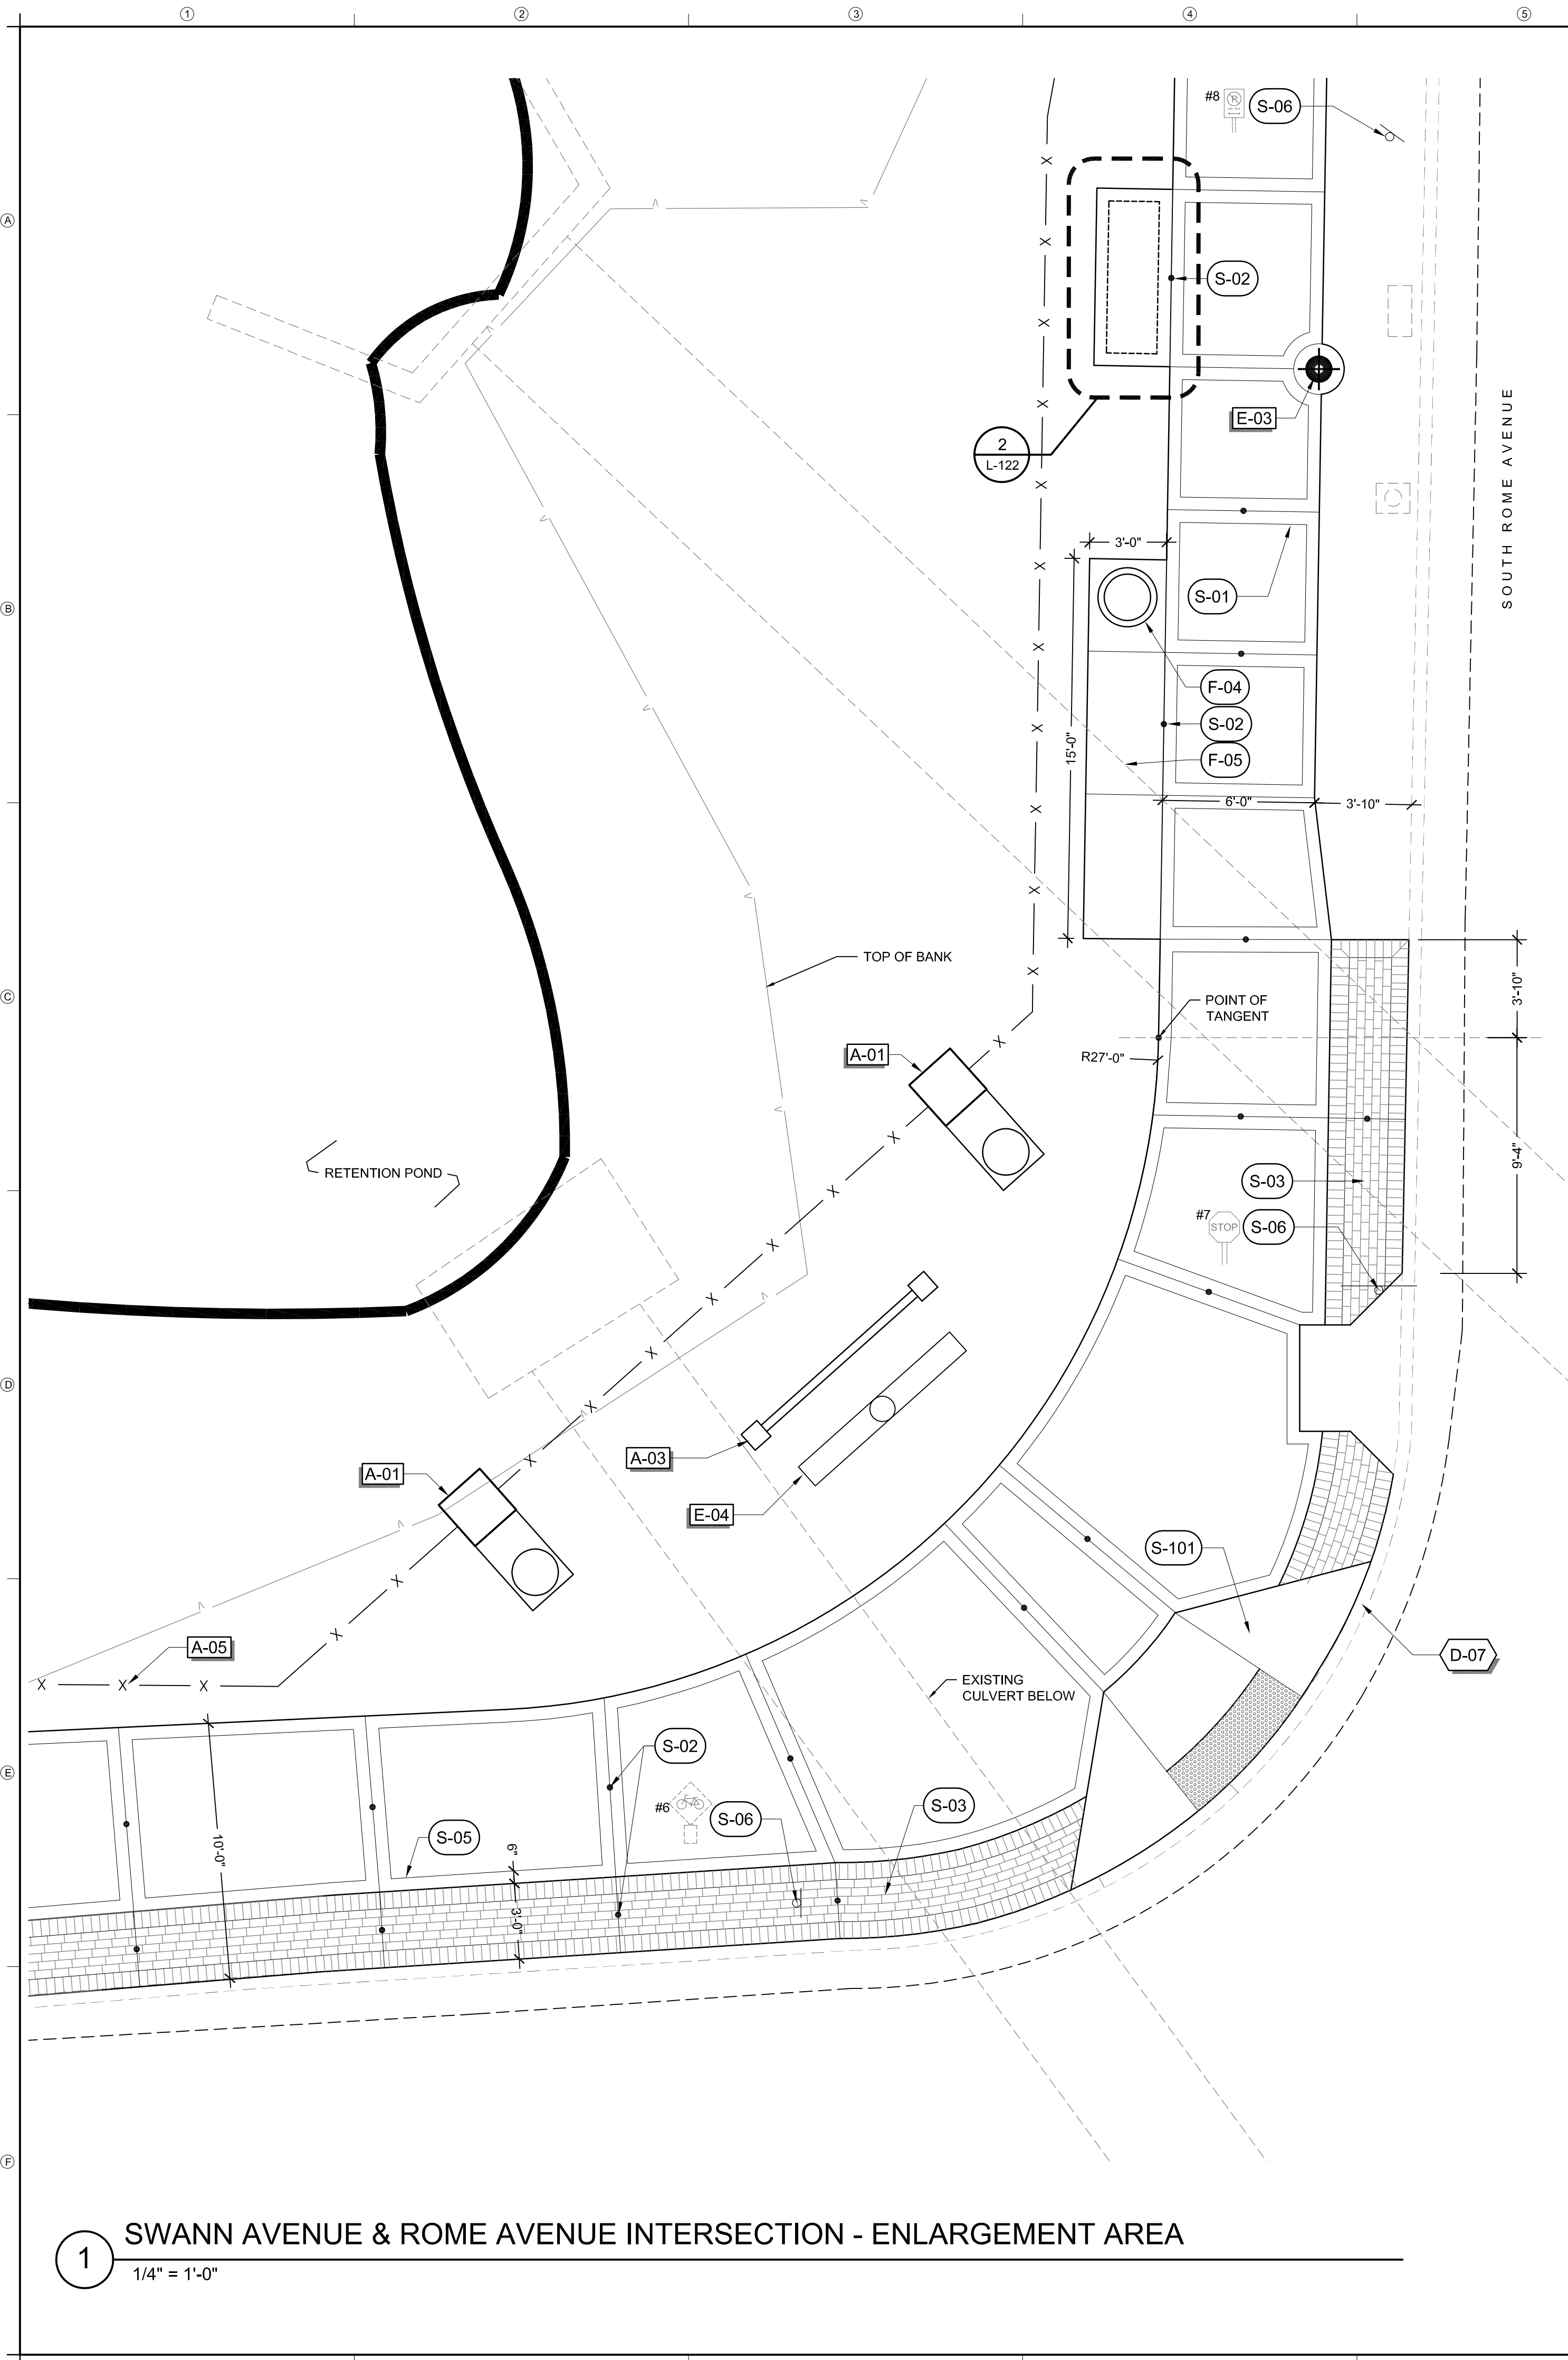 1
2
3
4
5
A
B
C
D
E
F
#8
S-06
S-02
E-03
2
L-122
SOUTH ROME AVENUE
3'-0"
S-01
F-04
S-02
F-05
15'-0"
6'-0"
3'-10"
TOP OF BANK
3'-10"
POINT OF
TANGENT
R27'-0"
A-01
RETENTION POND
9'-4"
S-03
#7
STOP
S-06
A-03
A-01
E-04
S-101
A-05
D-07
EXISTING
CULVERT BELOW
S-02
#6
S-06
S-03
S-05
10'-0"
6"
3'-0"
X X X X X X X X X X X
X X X X X X X X X X X
X X X
1
SWANN AVENUE & ROME AVENUE INTERSECTION - ENLARGEMENT AREA
1/4" = 1'-0"